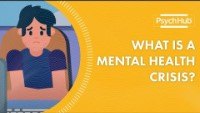 PsychHub
WHAT IS A
MENTAL HEALTH
CRISIS?